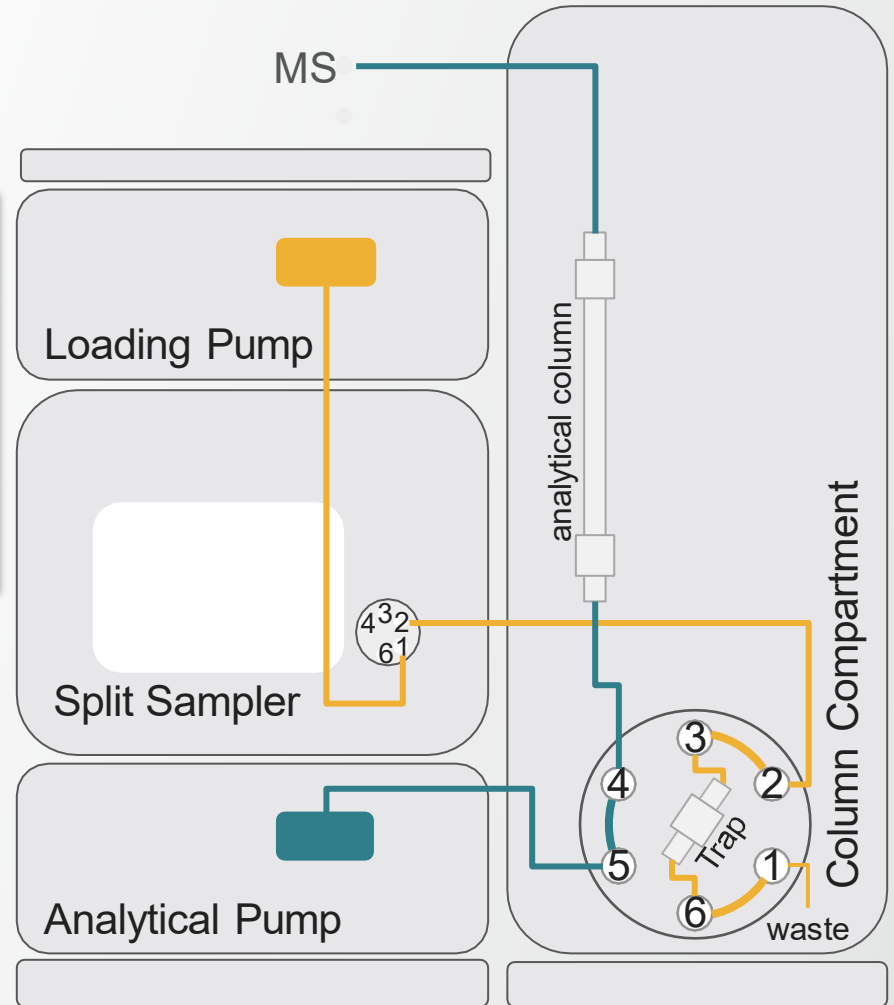 MS
Loading Pump
analytical column
Column Compartment
4 3 2
6 1
Split Sampler
3
4
2
Trap
5
1
6
waste
Analytical Pump